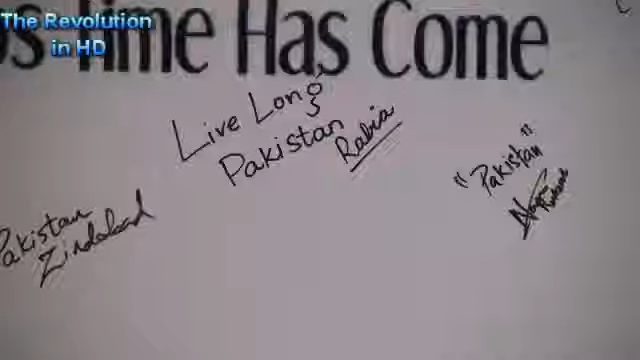 The Revolution
in HD
Time Has Come
Live Long
Pakistan
Rabia
"Pakistan"
Pakistan
Zindabad